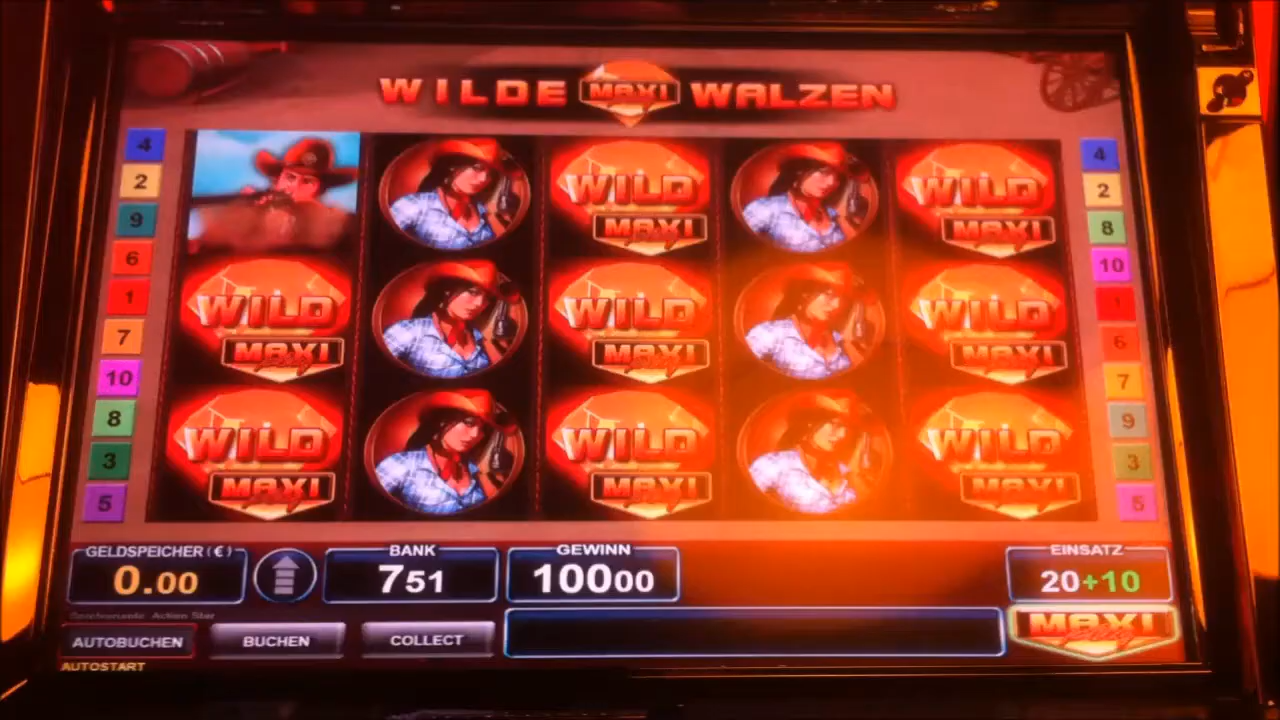 WILDE MAXI WALZEN
4
2
9
6
1
7
10
8
3
5
WILD MAXI
WILD MAXI
WILD MAXI
WILD MAXI
WILD MAXI
WILD MAXI
WILD MAXI
WILD MAXI
4
2
8
10
1
6
7
9
3
5
GELDSPEICHER (€) BANK GEWINN EINSATZ
0.00 751 10000 20+10
AUTOBUCHEN BUCHEN COLLECT MAXI Play
AUTOSTART